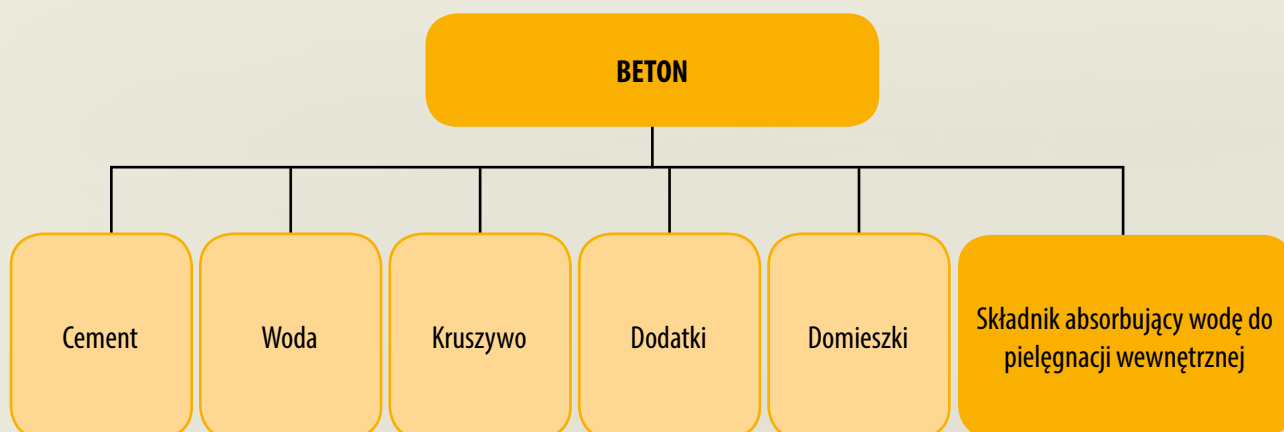 BETON
Cement
Woda
Kruszywo
Dodatki
Domieszki
Składnik absorbujący wodę do
pielęgnacji wewnętrznej